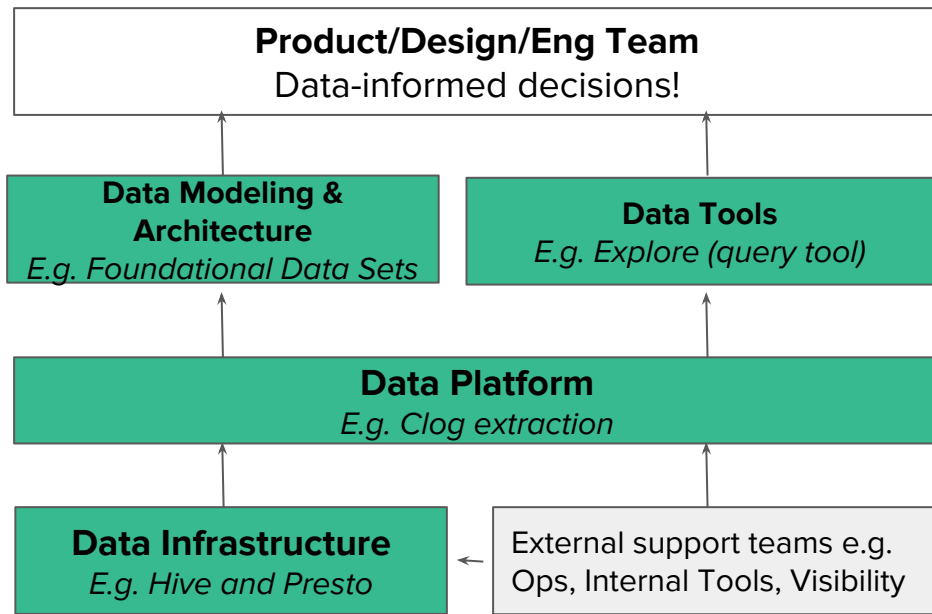 Product/Design/Eng Team
Data-informed decisions!
Data Modeling &
Architecture
E.g. Foundational Data Sets
Data Tools
E.g. Explore (query tool)
Data Platform
E.g. Clog extraction
Data Infrastructure
E.g. Hive and Presto
External support teams e.g.
Ops, Internal Tools, Visibility